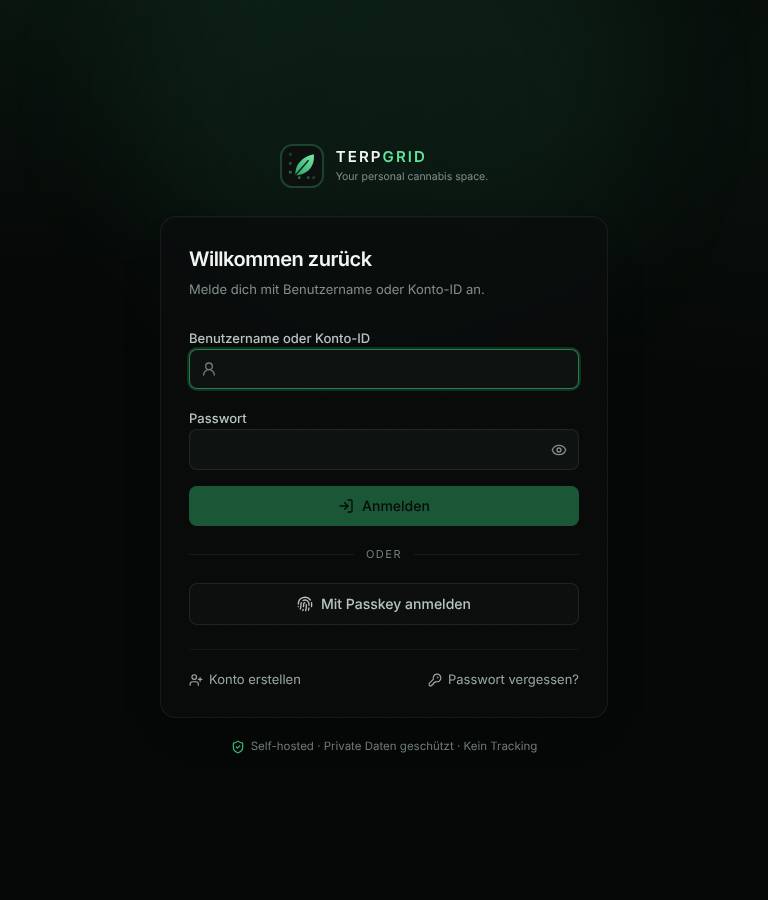 TERPGRID
Your personal cannabis space.
Willkommen zurück
Melde dich mit Benutzername oder Konto-ID an.
Benutzername oder Konto-ID
Passwort
Anmelden
ODER
Mit Passkey anmelden
Konto erstellen
Passwort vergessen?
Self-hosted · Private Daten geschützt · Kein Tracking